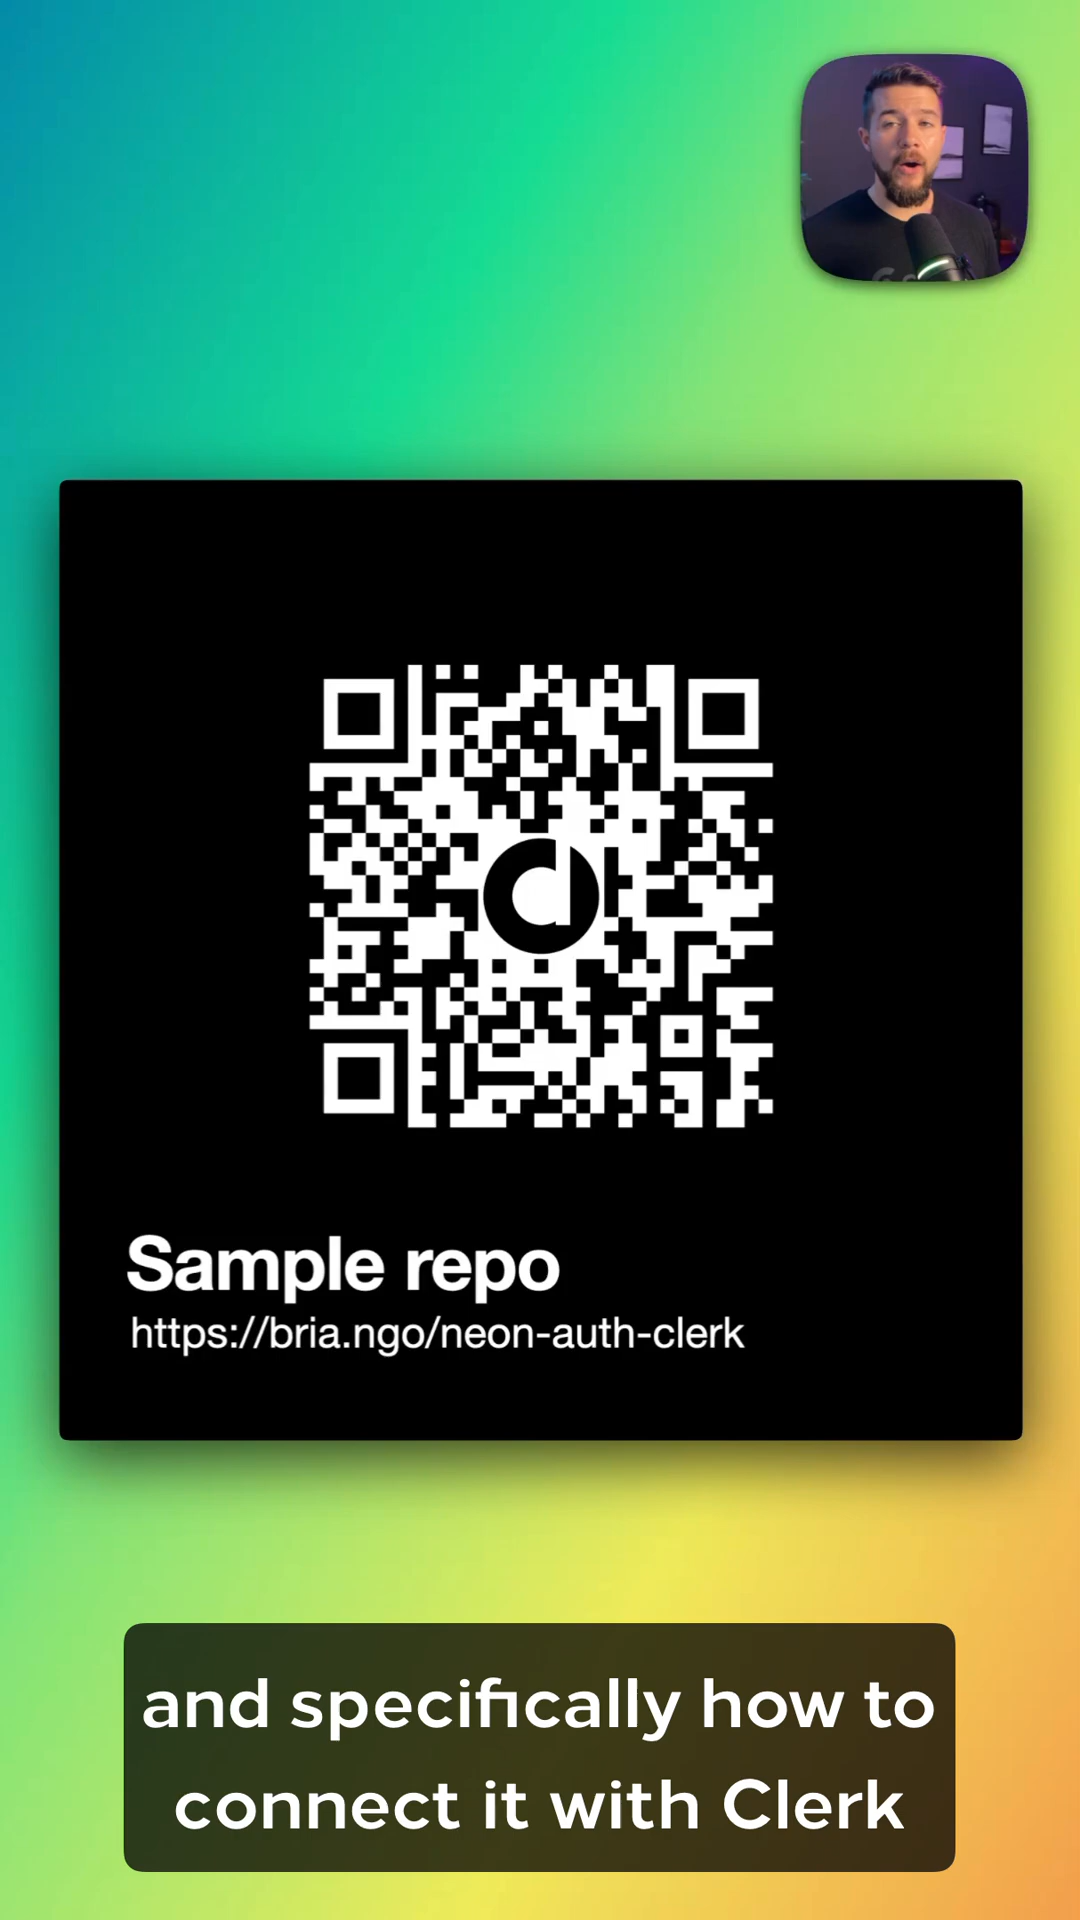 Sample repo
https://bria.ngo/neon-auth-clerk
and specifically how to
connect it with Clerk